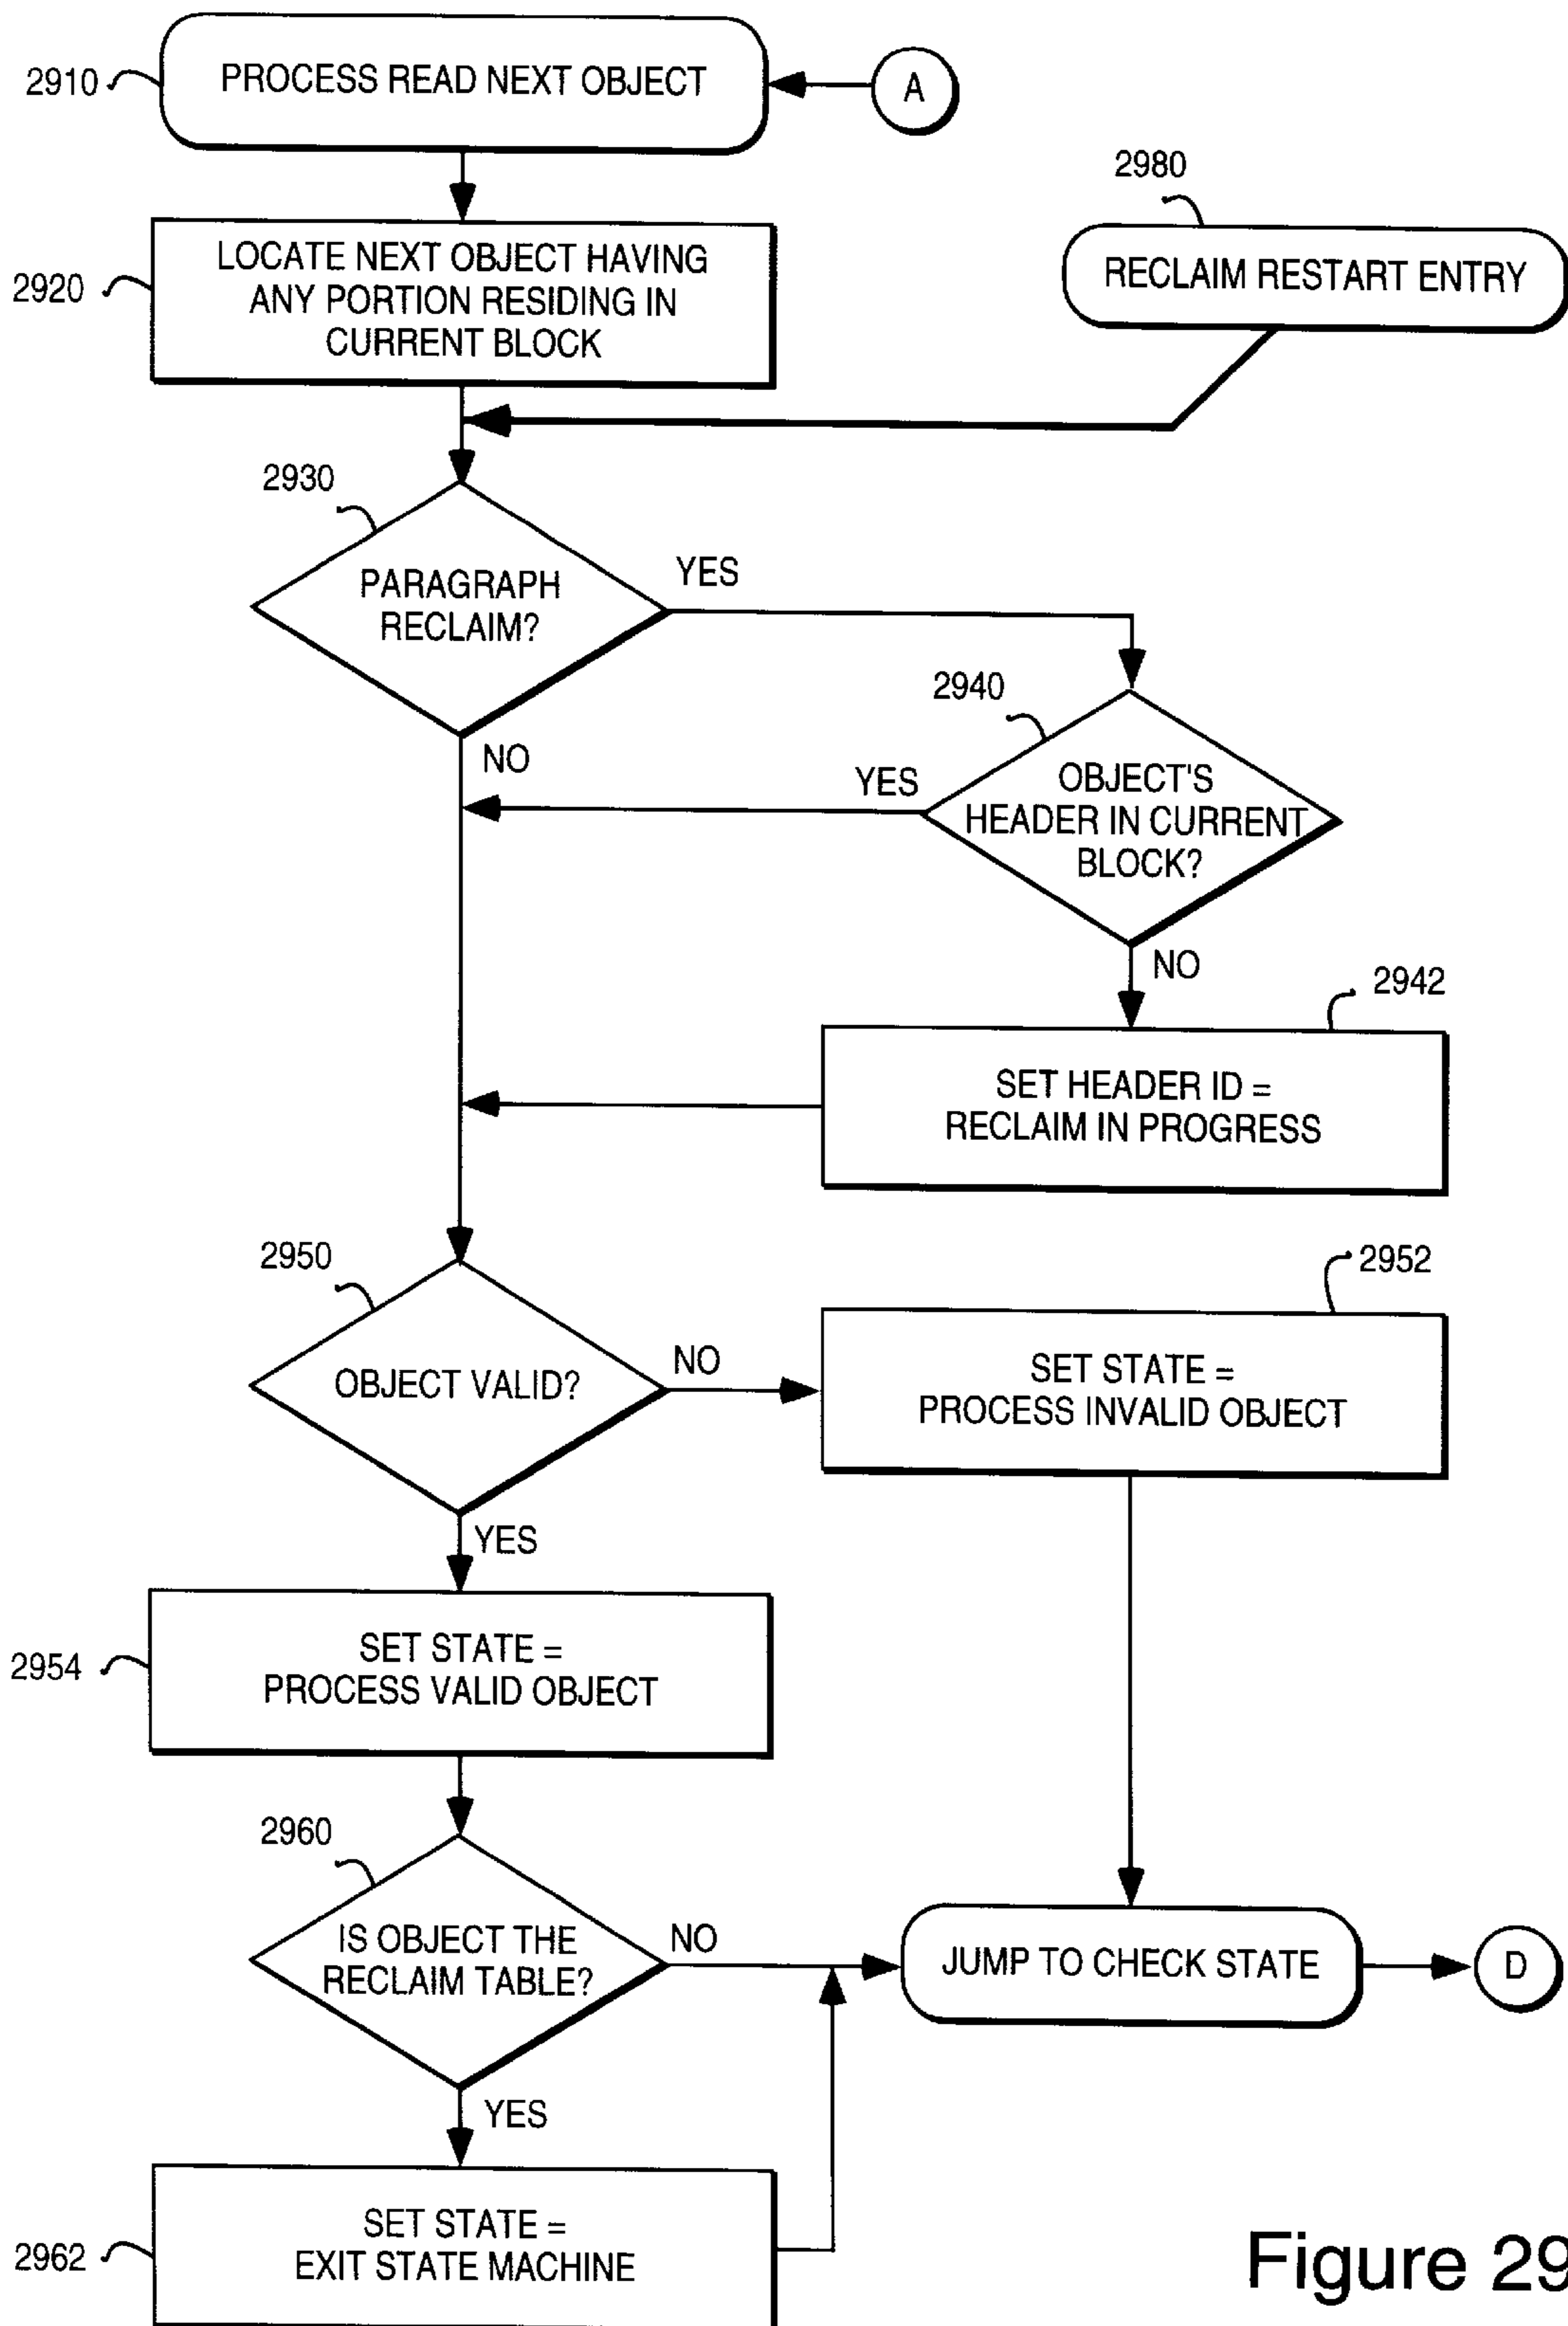 2910
PROCESS READ NEXT OBJECT
A
2980
RECLAIM RESTART ENTRY
2920
LOCATE NEXT OBJECT HAVING
ANY PORTION RESIDING IN
CURRENT BLOCK
2930
PARAGRAPH
RECLAIM?
YES
NO
2940
OBJECT'S
HEADER IN CURRENT
BLOCK?
YES
NO
2942
SET HEADER ID =
RECLAIM IN PROGRESS
2950
OBJECT VALID?
NO
2952
SET STATE =
PROCESS INVALID OBJECT
YES
2954
SET STATE =
PROCESS VALID OBJECT
2960
IS OBJECT THE
RECLAIM TABLE?
NO
JUMP TO CHECK STATE
D
YES
2962
SET STATE =
EXIT STATE MACHINE
Figure 29